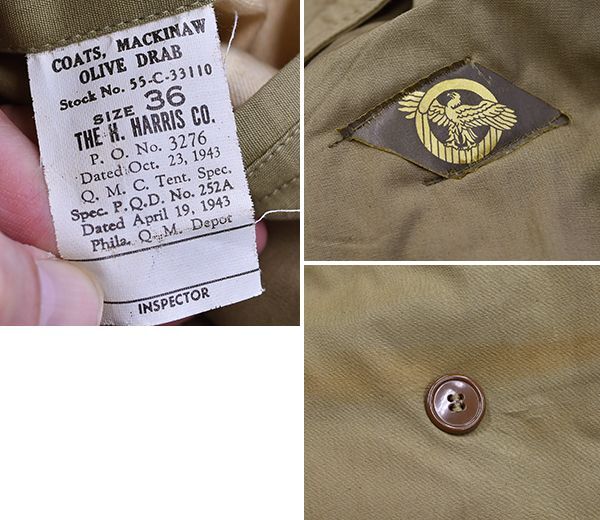 COATS, MACKINAW
OLIVE DRAB
Stock No. 55-C-33110
SIZE 36
THE H. HARRIS CO.
P. O. No. 3276
Dated Oct. 23, 1943
Q. M. C. Tent. Spec.
Spec. P.Q.D. No. 252A
Dated April 19, 1943
Phila. Q. M. Depot
INSPECTOR